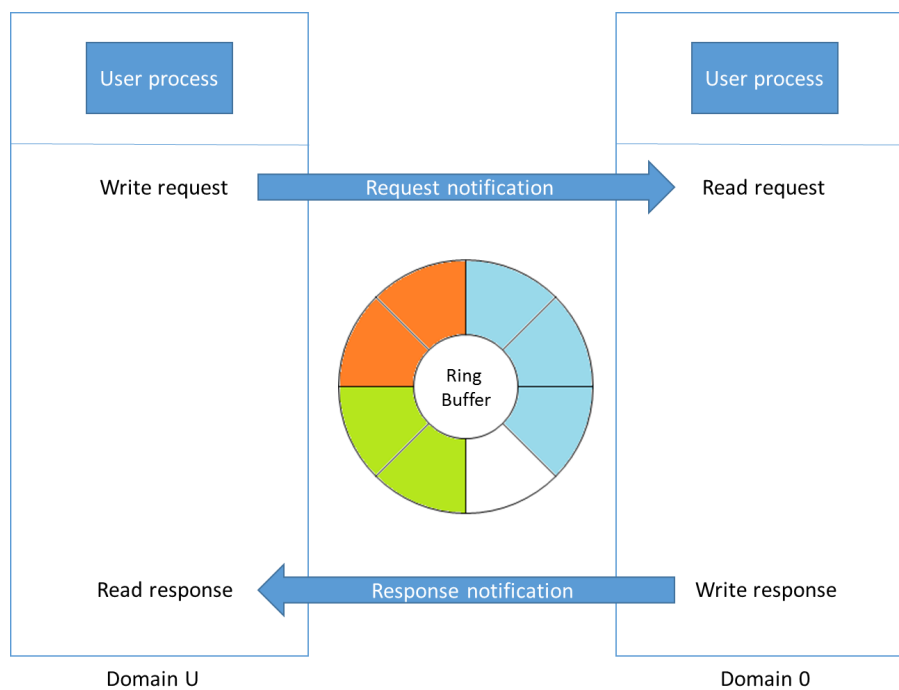 User process
User process
Write request
Request notification
Read request
Ring
Buffer
Read response
Response notification
Write response
Domain U
Domain 0